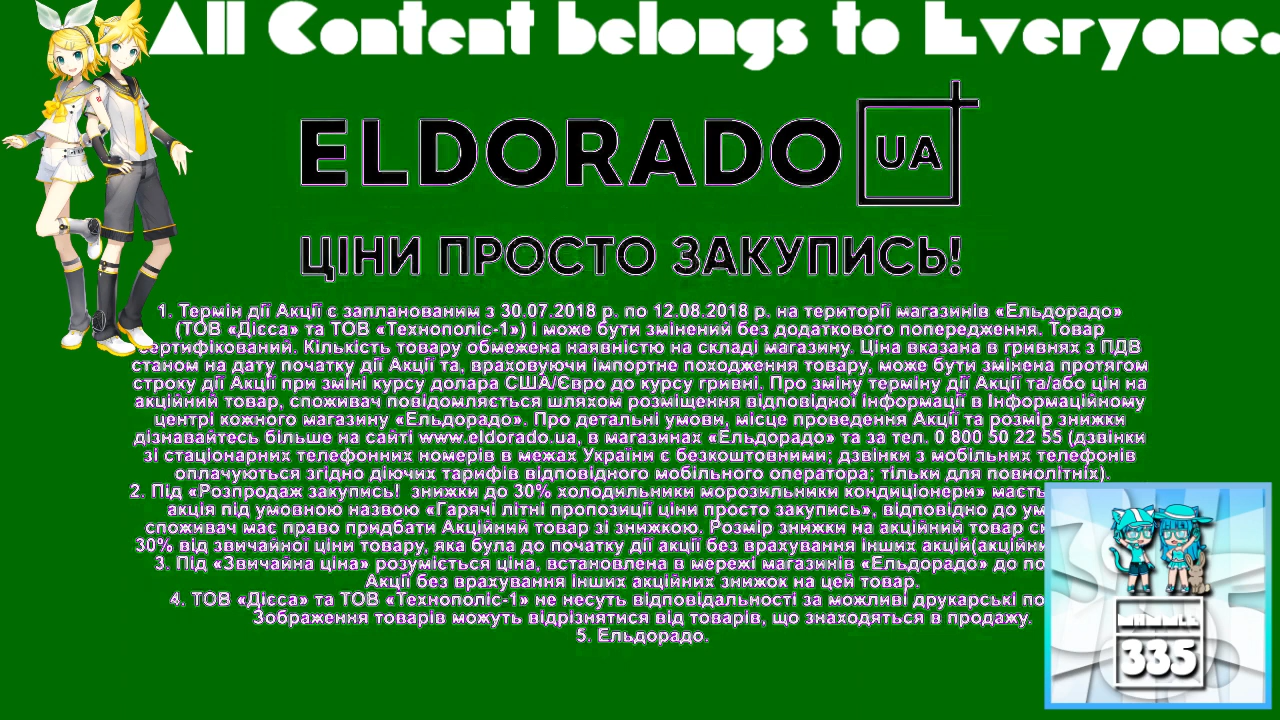 All Content belongs to Everyone.
ELDORADO UA
ЦІНИ ПРОСТО ЗАКУПИСЬ!
1. Термін дії Акції є запланованим з 30.07.2018 р. по 12.08.2018 р. на території магазинів «Ельдорадо»
(ТОВ «Дієса» та ТОВ «Технополіс-1») і може бути змінений без додаткового попередження. Товар
сертифікований. Кількість товару обмежена наявністю на складі магазину. Ціна вказана в гривнях з ПДВ
станом на дату початку дії Акції та, враховуючи імпортне походження товару, може бути змінена протягом
строку дії Акції при зміні курсу долара США/Євро до курсу гривні. Про зміну терміну дії Акції та/або цін на
акційний товар, споживач повідомляється шляхом розміщення відповідної інформації в Інформаційному
центрі кожного магазину «Ельдорадо». Про детальні умови, місце проведення Акції та розмір знижки
дізнавайтесь більше на сайті www.eldorado.ua, в магазинах «Ельдорадо» та за тел. 0 800 50 22 55 (дзвінки
зі стаціонарних телефонних номерів в межах України є безкоштовними; дзвінки з мобільних телефонів
оплачуються згідно діючих тарифів відповідного мобільного оператора; тільки для повнолітніх).
2. Під «Розпродаж закупись! знижки до 30% холодильники морозильники кондиціонери» маєть
акція під умовною назвою «Гарячі літні пропозиції ціни просто закупись», відповідно до ум
споживач має право придбати Акційний товар зі знижкою. Розмір знижки на акційний товар ск
30% від звичайної ціни товару, яка була до початку дії акції без врахування інших акцій(акційни
3. Під «Звичайна ціна» розуміється ціна, встановлена в мережі магазинів «Ельдорадо» до по
Акції без врахування інших акційних знижок на цей товар.
4. ТОВ «Дієса» та ТОВ «Технополіс-1» не несуть відповідальності за можливі друкарські по
Зображення товарів можуть відрізнятися від товарів, що знаходяться в продажу.
5. Ельдорадо.
335